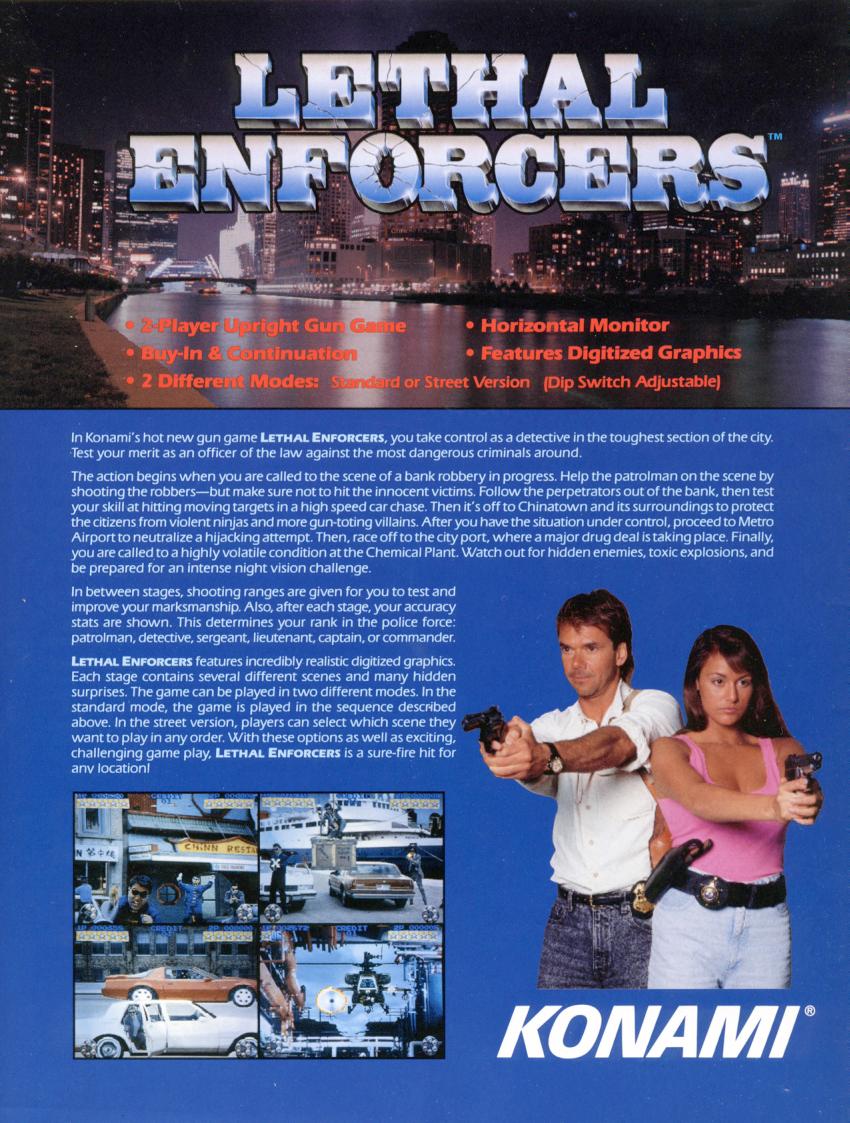 LETHAL
ENFORCERS™
• 2-Player Upright Gun Game
• Buy-In & Continuation
• Horizontal Monitor
• Features Digitized Graphics
• 2 Different Modes: Standard or Street Version (Dip Switch Adjustable)
In Konami's hot new gun game LETHAL ENFORCERS, you take control as a detective in the toughest section of the city.
Test your merit as an officer of the law against the most dangerous criminals around.
The action begins when you are called to the scene of a bank robbery in progress. Help the patrolman on the scene by
shooting the robbers—but make sure not to hit the innocent victims. Follow the perpetrators out of the bank, then test
your skill at hitting moving targets in a high speed car chase. Then it's off to Chinatown and its surroundings to protect
the citizens from violent ninjas and more gun-toting villains. After you have the situation under control, proceed to Metro
Airport to neutralize a hijacking attempt. Then, race off to the city port, where a major drug deal is taking place. Finally,
you are called to a highly volatile condition at the Chemical Plant. Watch out for hidden enemies, toxic explosions, and
be prepared for an intense night vision challenge.
In between stages, shooting ranges are given for you to test and
improve your marksmanship. Also, after each stage, your accuracy
stats are shown. This determines your rank in the police force:
patrolman, detective, sergeant, lieutenant, captain, or commander.
LETHAL ENFORCERS features incredibly realistic digitized graphics.
Each stage contains several different scenes and many hidden
surprises. The game can be played in two different modes. In the
standard mode, the game is played in the sequence described
above. In the street version, players can select which scene they
want to play in any order. With these options as well as exciting,
challenging game play, LETHAL ENFORCERS is a sure-fire hit for
any location!
CREDIT
CREDIT
CHINN RESTA
CREDIT
CREDIT
KONAMI®